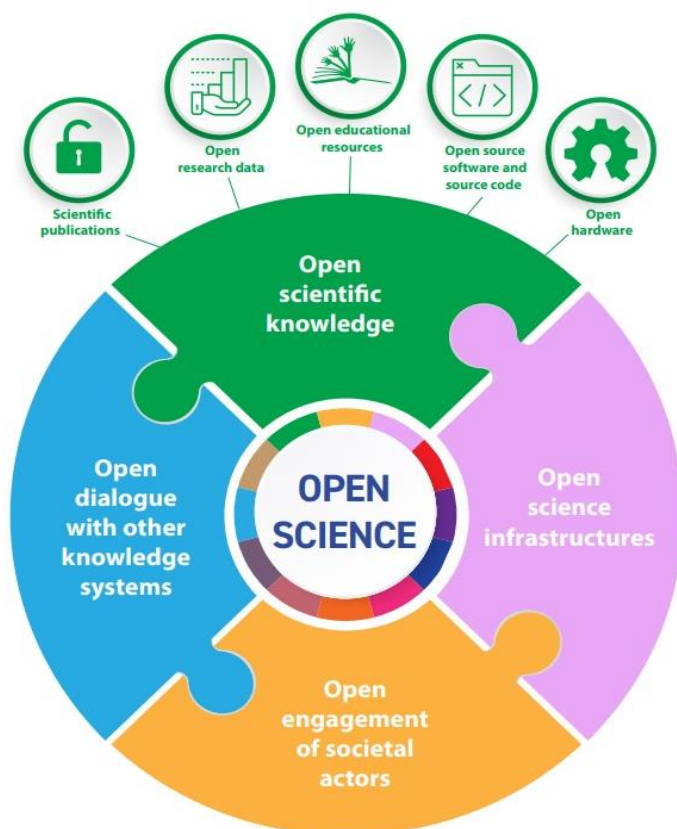 Scientific
publications
Open
research data
Open educational
resources
Open source
software and
source code
Open
hardware
Open
scientific
knowledge
Open
dialogue
with other
knowledge
systems
OPEN
SCIENCE
Open
science
infrastructures
Open
engagement
of societal
actors